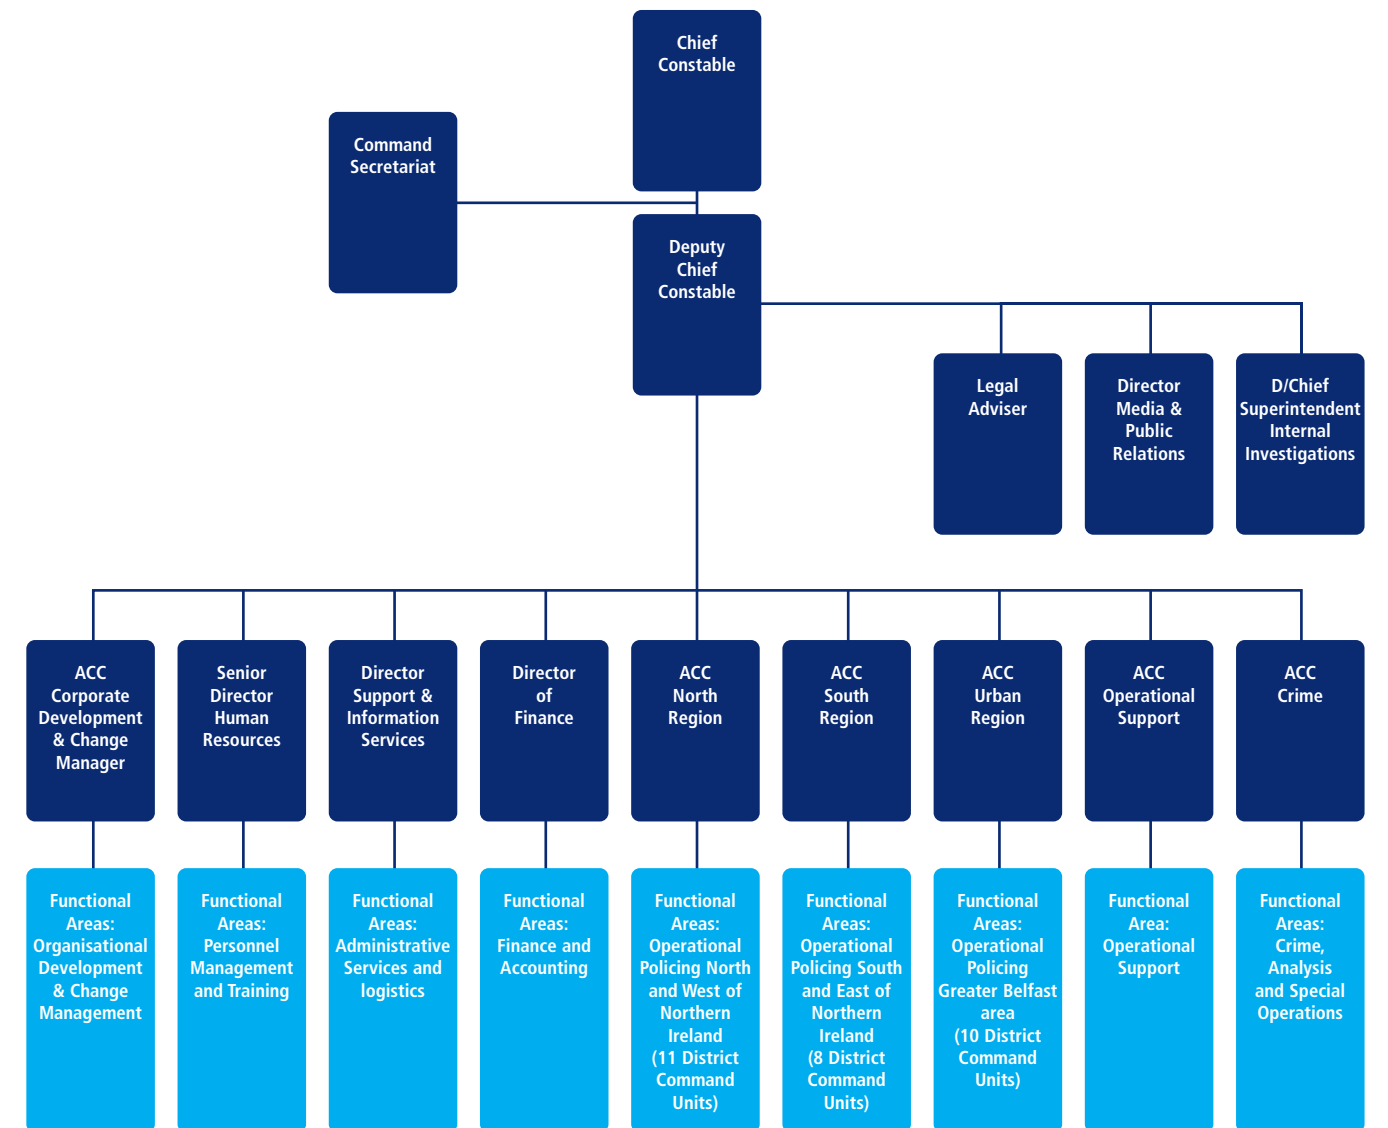 Chief
Constable
Command
Secretariat
Deputy
Chief
Constable
Legal
Adviser
Director
Media &
Public
Relations
D/Chief
Superintendent
Internal
Investigations
ACC
Corporate
Development
& Change
Manager
Senior
Director
Human
Resources
Director
Support &
Information
Services
Director
of
Finance
ACC
North
Region
ACC
South
Region
ACC
Urban
Region
ACC
Operational
Support
ACC
Crime
Functional
Areas:
Organisational
Development
& Change
Management
Functional
Areas:
Personnel
Management
and Training
Functional
Areas:
Administrative
Services and
logistics
Functional
Areas:
Finance and
Accounting
Functional
Areas:
Operational
Policing North
and West of
Northern
Ireland
(11 District
Command
Units)
Functional
Areas:
Operational
Policing South
and East of
Northern
Ireland
(8 District
Command
Units)
Functional
Areas:
Operational
Policing
Greater Belfast
area
(10 District
Command
Units)
Functional
Area:
Operational
Support
Functional
Areas:
Crime,
Analysis
and Special
Operations